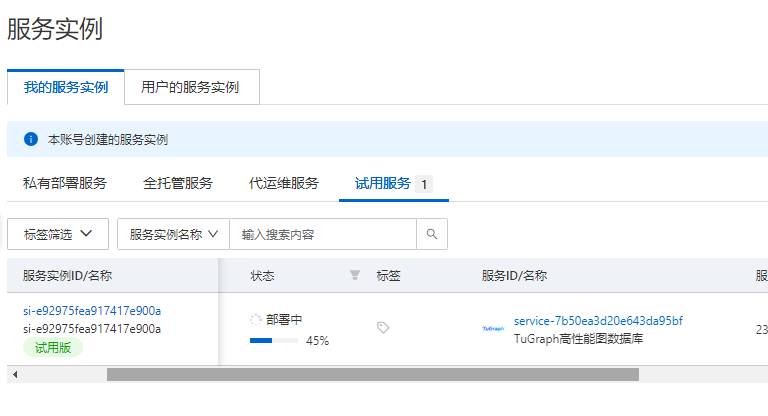 服务实例
我的服务实例 用户的服务实例
本账号创建的服务实例
私有部署服务 全托管服务 代运维服务 试用服务 1
标签筛选 服务实例名称 输入搜索内容
服务实例ID/名称 状态 标签 服务ID/名称 服
si-e92975fea917417e900a
si-e92975fea917417e900a
试用版
部署中
45%
TuGraph
service-7b50ea3d20e643da95bf
TuGraph高性能图数据库
23